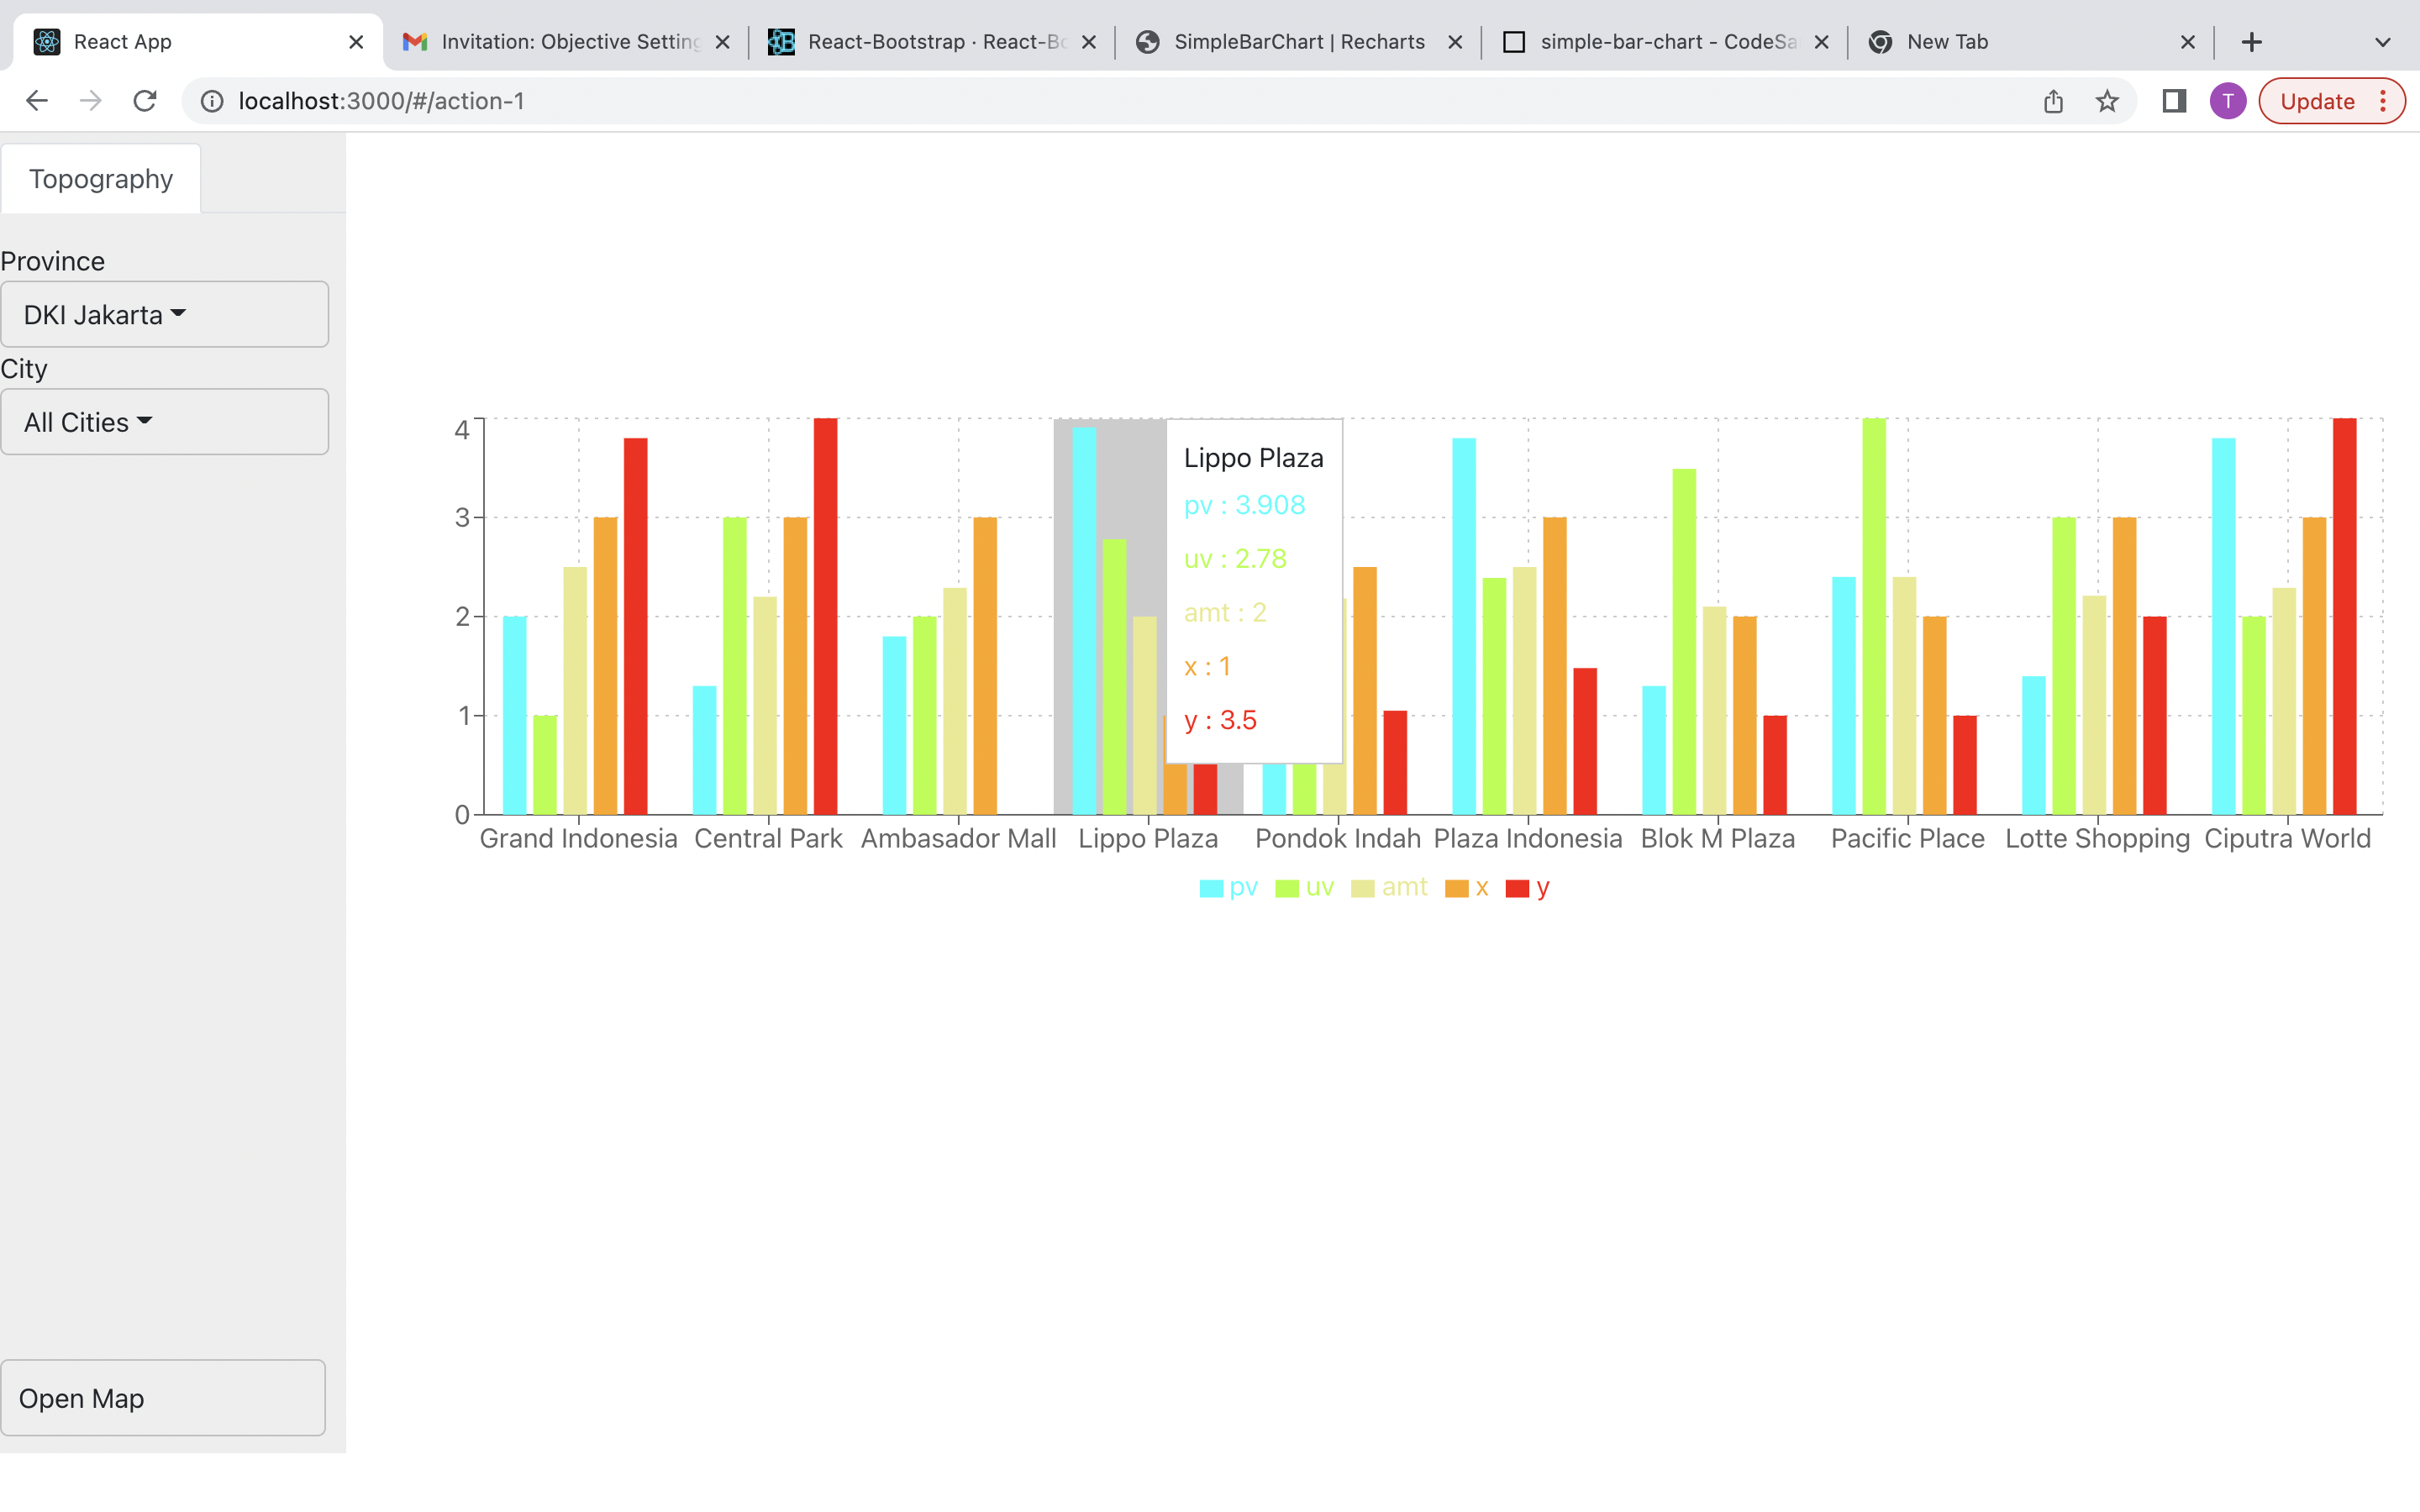 React App
Invitation: Objective Setting
React-Bootstrap · React-Bo
SimpleBarChart | Recharts
simple-bar-chart - CodeSa
New Tab
localhost:3000/#/action-1
T
Update
Topography
Province
DKI Jakarta
City
All Cities
4
3
2
1
0
Lippo Plaza
pv : 3.908
uv : 2.78
amt : 2
x : 1
y : 3.5
Grand Indonesia
Central Park
Ambasador Mall
Lippo Plaza
Pondok Indah
Plaza Indonesia
Blok M Plaza
Pacific Place
Lotte Shopping
Ciputra World
pv uv amt x y
Open Map